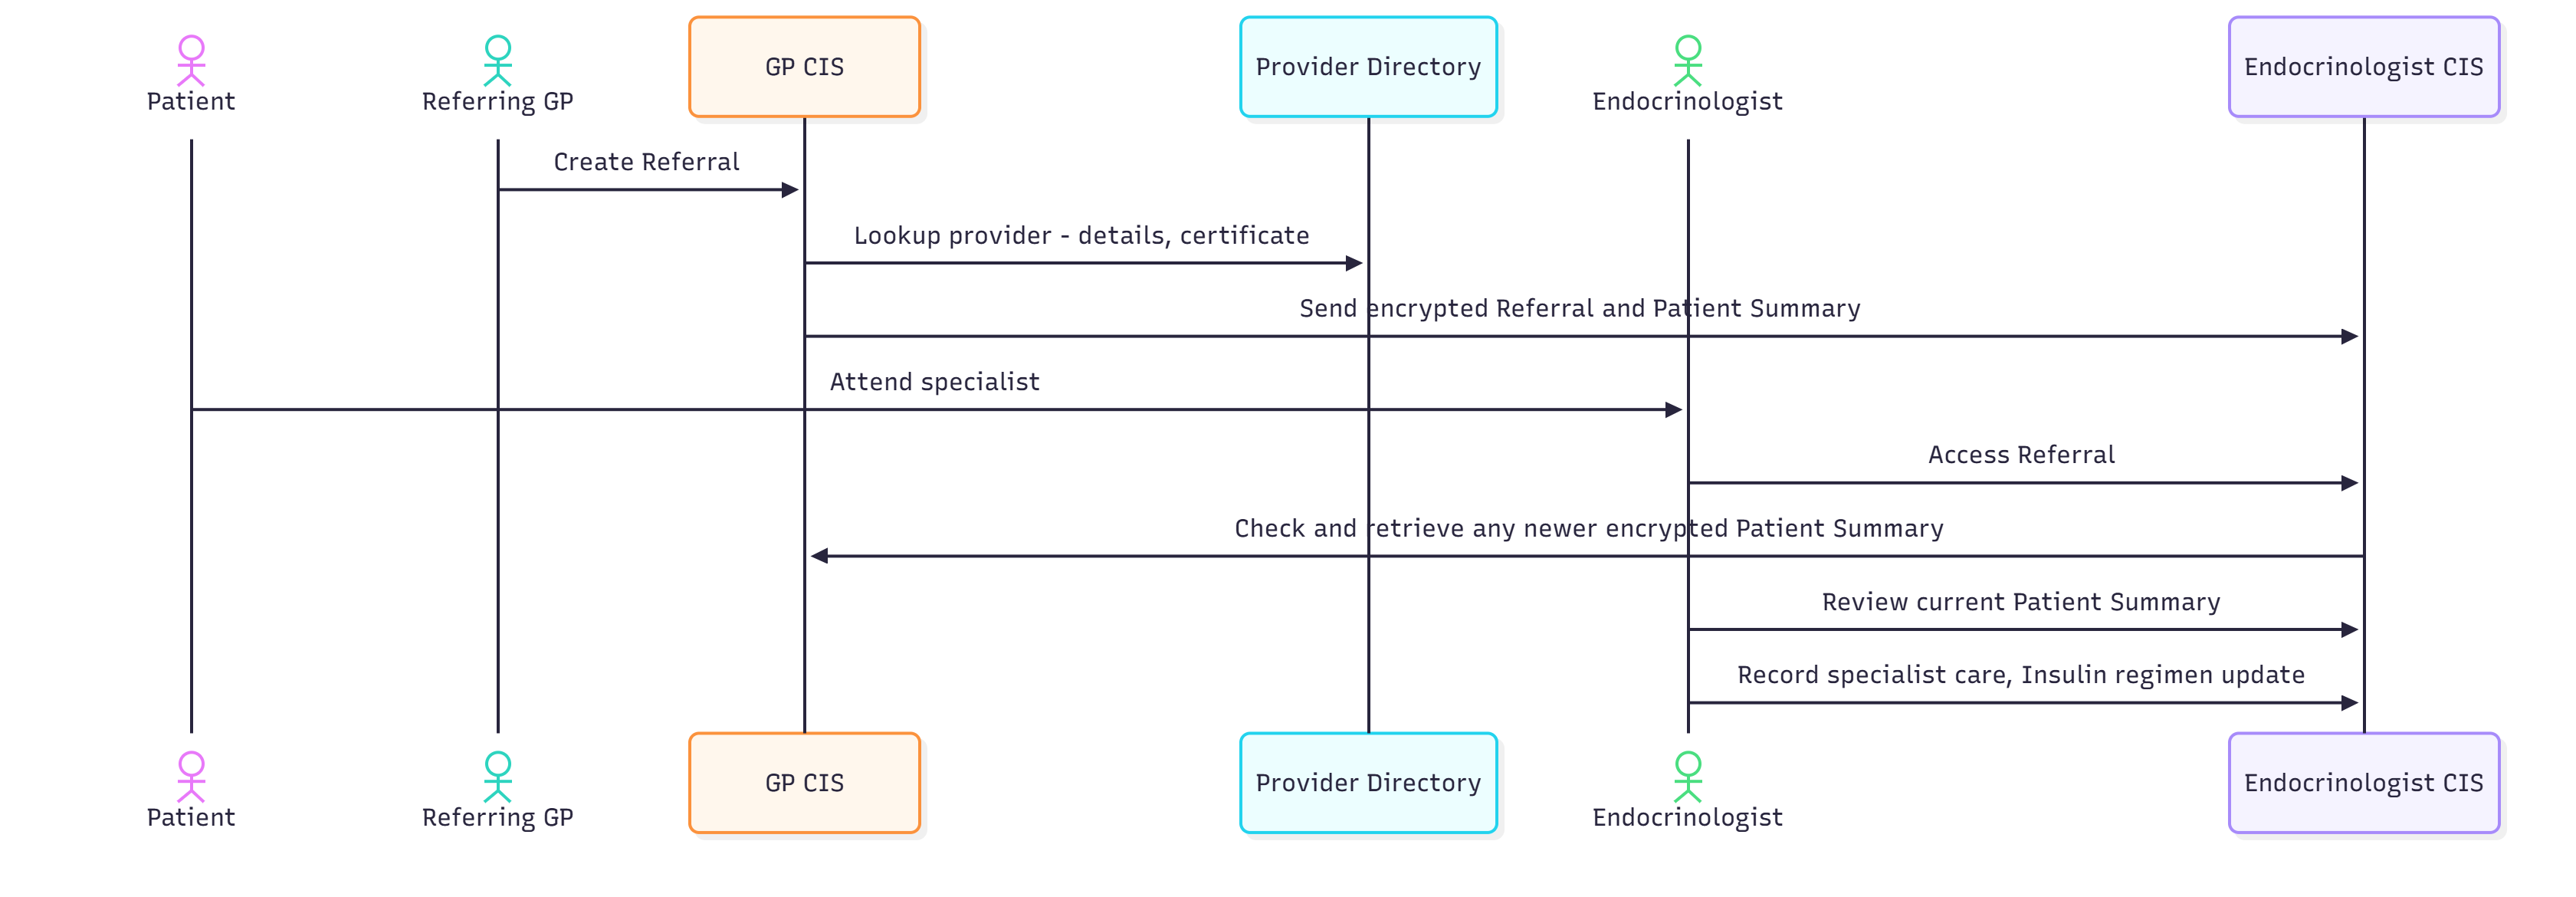 Patient
Referring GP
GP CIS
Provider Directory
Endocrinologist
Endocrinologist CIS
Create Referral
Lookup provider - details, certificate
Send encrypted Referral and Patient Summary
Attend specialist
Access Referral
Check and retrieve any newer encrypted Patient Summary
Review current Patient Summary
Record specialist care, Insulin regimen update
Patient
Referring GP
GP CIS
Provider Directory
Endocrinologist
Endocrinologist CIS